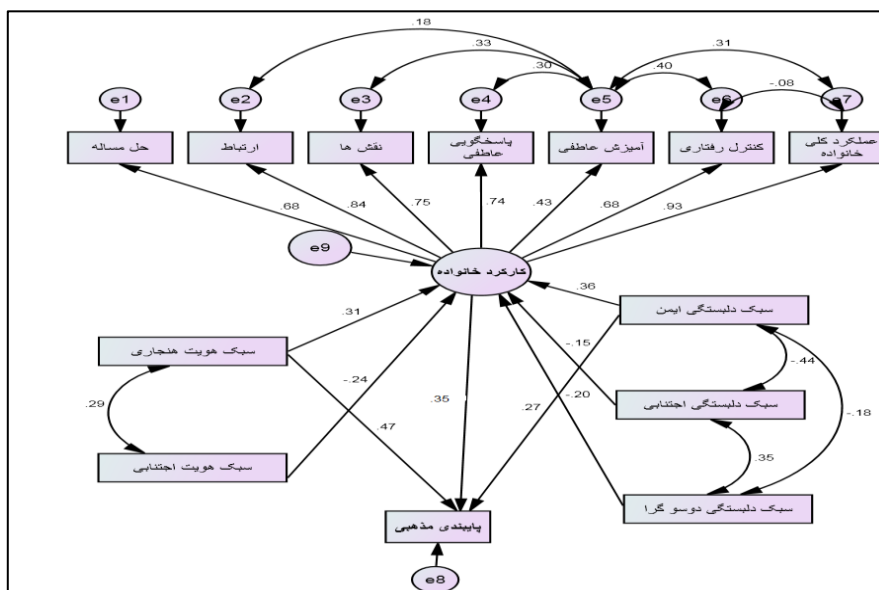 .18
.33
.31
.30
.40
-.08
e1
e2
e3
e4
e5
e6
e7
حل مساله
ارتباط
نقش ها
پاسخگویی
عاطفی
آمیزش عاطفی
کنترل رفتاری
عملکرد کلی
خانواده
.68
.84
.75
.74
.43
.68
.93
e9
کارکرد خانواده
.36
.31
سبک دلبستگی ایمن
سبک هویت هنجاری
-.15
-.44
-.24
.29
.35
.27
-.20
سبک دلبستگی اجتنابی
-.18
.47
.35
سبک هویت اجتنابی
سبک دلبستگی دوسو گرا
پایبندی مذهبی
e8